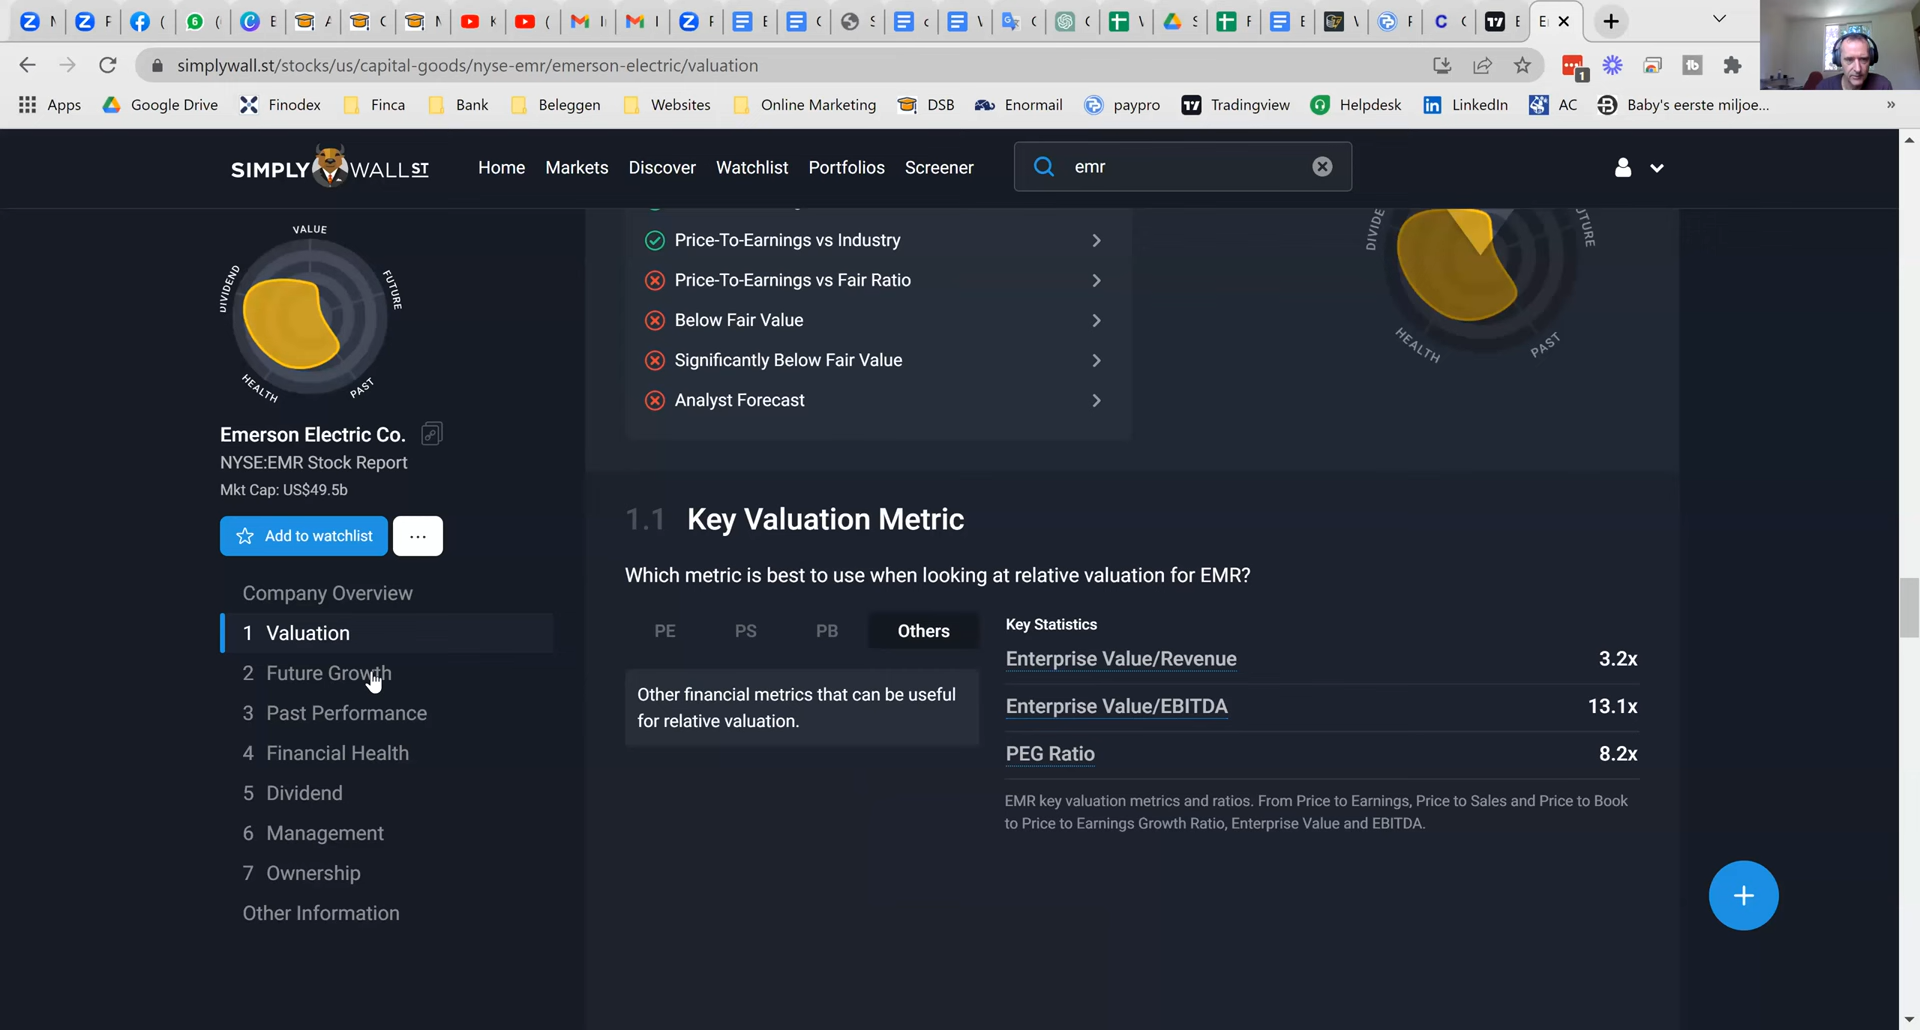 simplywall.st/stocks/us/capital-goods/nyse-emr/emerson-electric/valuation
1
Apps Google Drive Finodex Finca Bank Beleggen Websites Online Marketing DSB Enormail paypro Tradingview Helpdesk LinkedIn AC Baby's eerste miljoe... »
SIMPLY WALL ST Home Markets Discover Watchlist Portfolios Screener emr
VALUE
FUTURE
PAST
HEALTH
DIVIDEND
Emerson Electric Co.
NYSE:EMR Stock Report
Mkt Cap: US$49.5b
Add to watchlist ...
Company Overview
1 Valuation
2 Future Growth
3 Past Performance
4 Financial Health
5 Dividend
6 Management
7 Ownership
Other Information
Price-To-Earnings vs Industry
Price-To-Earnings vs Fair Ratio
Below Fair Value
Significantly Below Fair Value
Analyst Forecast
HEALTH
PAST
1.1 Key Valuation Metric
Which metric is best to use when looking at relative valuation for EMR?
PE PS PB Others
Other financial metrics that can be useful
for relative valuation.
Key Statistics
Enterprise Value/Revenue 3.2x
Enterprise Value/EBITDA 13.1x
PEG Ratio 8.2x
EMR key valuation metrics and ratios. From Price to Earnings, Price to Sales and Price to Book
to Price to Earnings Growth Ratio, Enterprise Value and EBITDA.